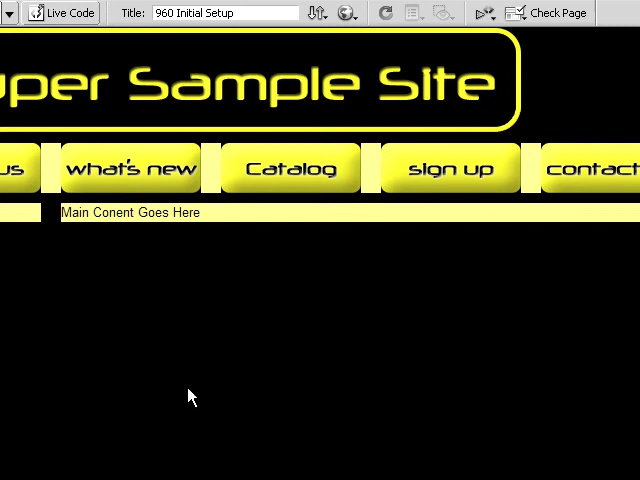 Live Code Title: 960 Initial Setup Check Page
uper Sample Site
us what's new Catalog sign up contact
Main Conent Goes Here